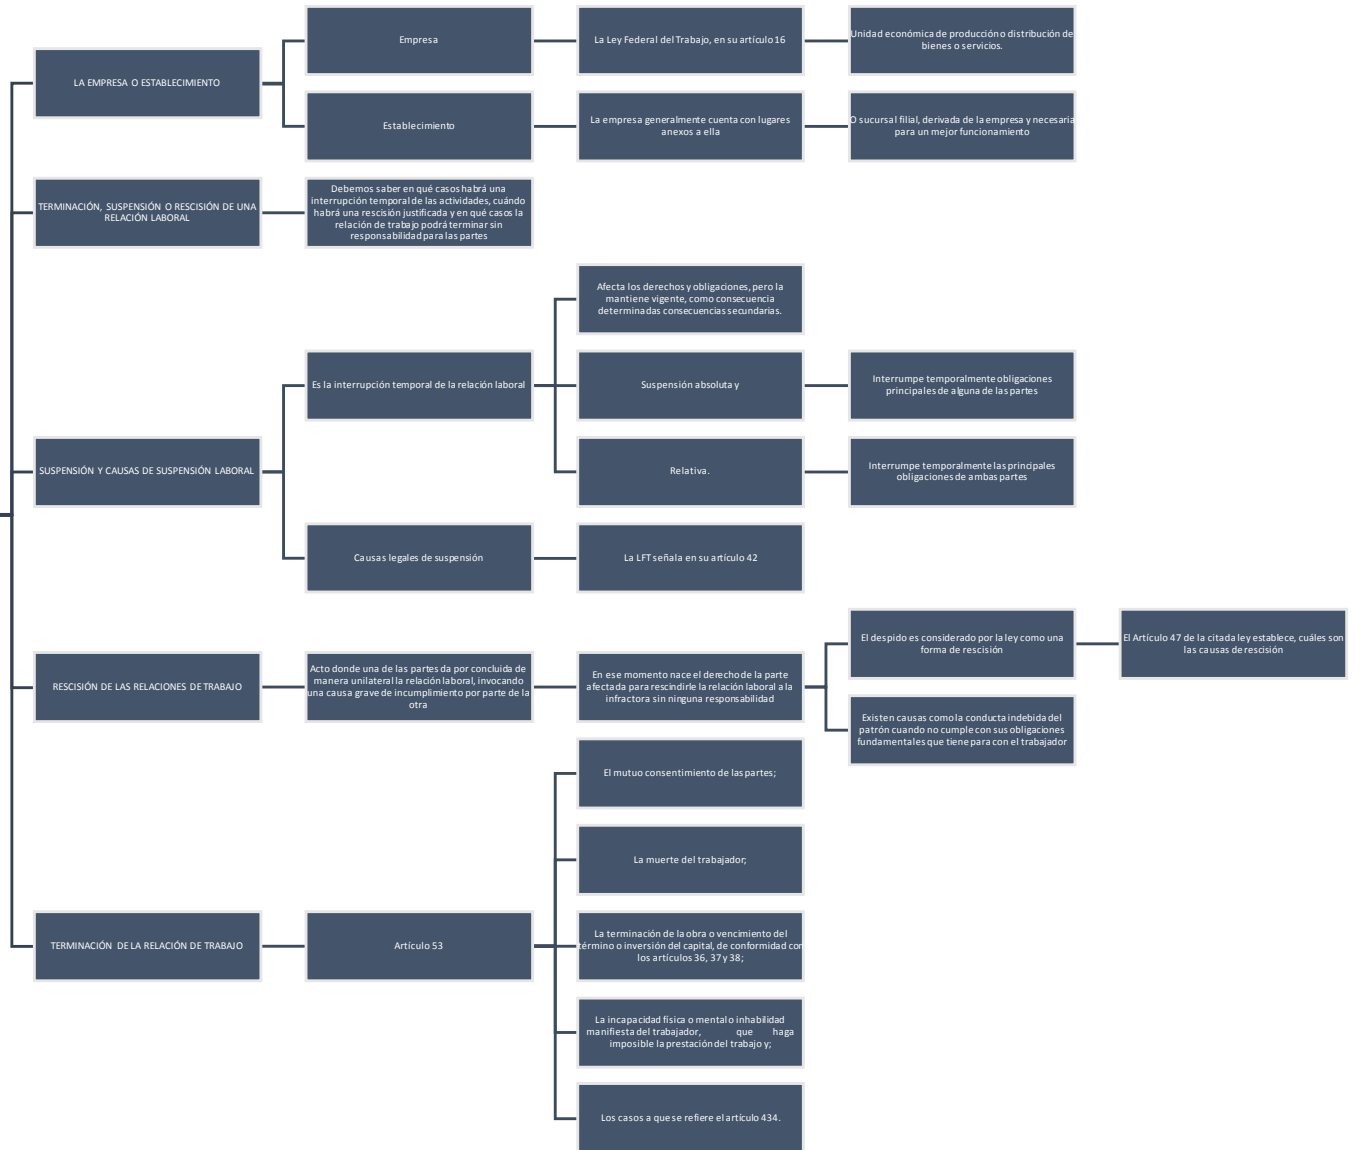 LA EMPRESA O ESTABLECIMIENTO
Empresa
La Ley Federal del Trabajo, en su artículo 16
Unidad económica de producción o distribución de
bienes o servicios.
Establecimiento
La empresa generalmente cuenta con lugares
anexos a ella
O sucursal filial, derivada de la empresa y necesaria
para un mejor funcionamiento
TERMINACIÓN, SUSPENSIÓN O RESCISIÓN DE UNA
RELACIÓN LABORAL
Debemos saber en qué casos habrá una
interrupción temporal de las actividades, cuándo
habrá una rescisión justificada y en qué casos la
relación de trabajo podrá terminar sin
responsabilidad para las partes
SUSPENSIÓN Y CAUSAS DE SUSPENSIÓN LABORAL
Es la interrupción temporal de la relación laboral
Afecta los derechos y obligaciones, pero la
mantiene vigente, como consecuencia
determinadas consecuencias secundarias.
Suspensión absoluta y
Interrumpe temporalmente obligaciones
principales de alguna de las partes
Relativa.
Interrumpe temporalmente las principales
obligaciones de ambas partes
Causas legales de suspensión
La LFT señala en su artículo 42
RESCISIÓN DE LAS RELACIONES DE TRABAJO
Acto donde una de las partes da por concluida de
manera unilateral la relación laboral, invocando
una causa grave de incumplimiento por parte de la
otra
En ese momento nace el derecho de la parte
afectada para rescindirle la relación laboral a la
infractora sin ninguna responsabilidad
El despido es considerado por la ley como una
forma de rescisión
El Artículo 47 de la citada ley establece, cuáles son
las causas de rescisión
Existen causas como la conducta indebida del
patrón cuando no cumple con sus obligaciones
fundamentales que tiene para con el trabajador
TERMINACIÓN DE LA RELACIÓN DE TRABAJO
Artículo 53
El mutuo consentimiento de las partes;
La muerte del trabajador;
La terminación de la obra o vencimiento del
término o inversión del capital, de conformidad con
los artículos 36, 37 y 38;
La incapacidad física o mental o inhabilidad
manifiesta del trabajador, que haga
imposible la prestación del trabajo y;
Los casos a que se refiere el artículo 434.